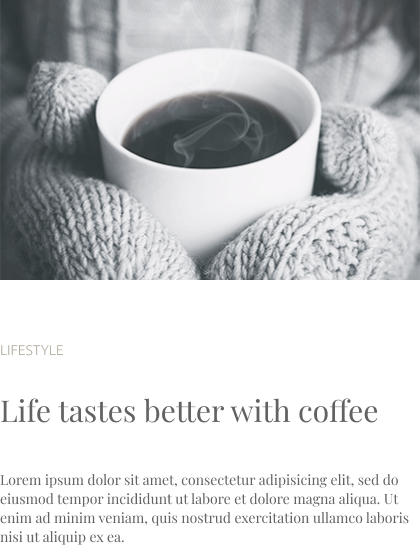 LIFESTYLE
Life tastes better with coffee
Lorem ipsum dolor sit amet, consectetur adipisicing elit, sed do
eiusmod tempor incididunt ut labore et dolore magna aliqua. Ut
enim ad minim veniam, quis nostrud exercitation ullamco laboris
nisi ut aliquip ex ea.